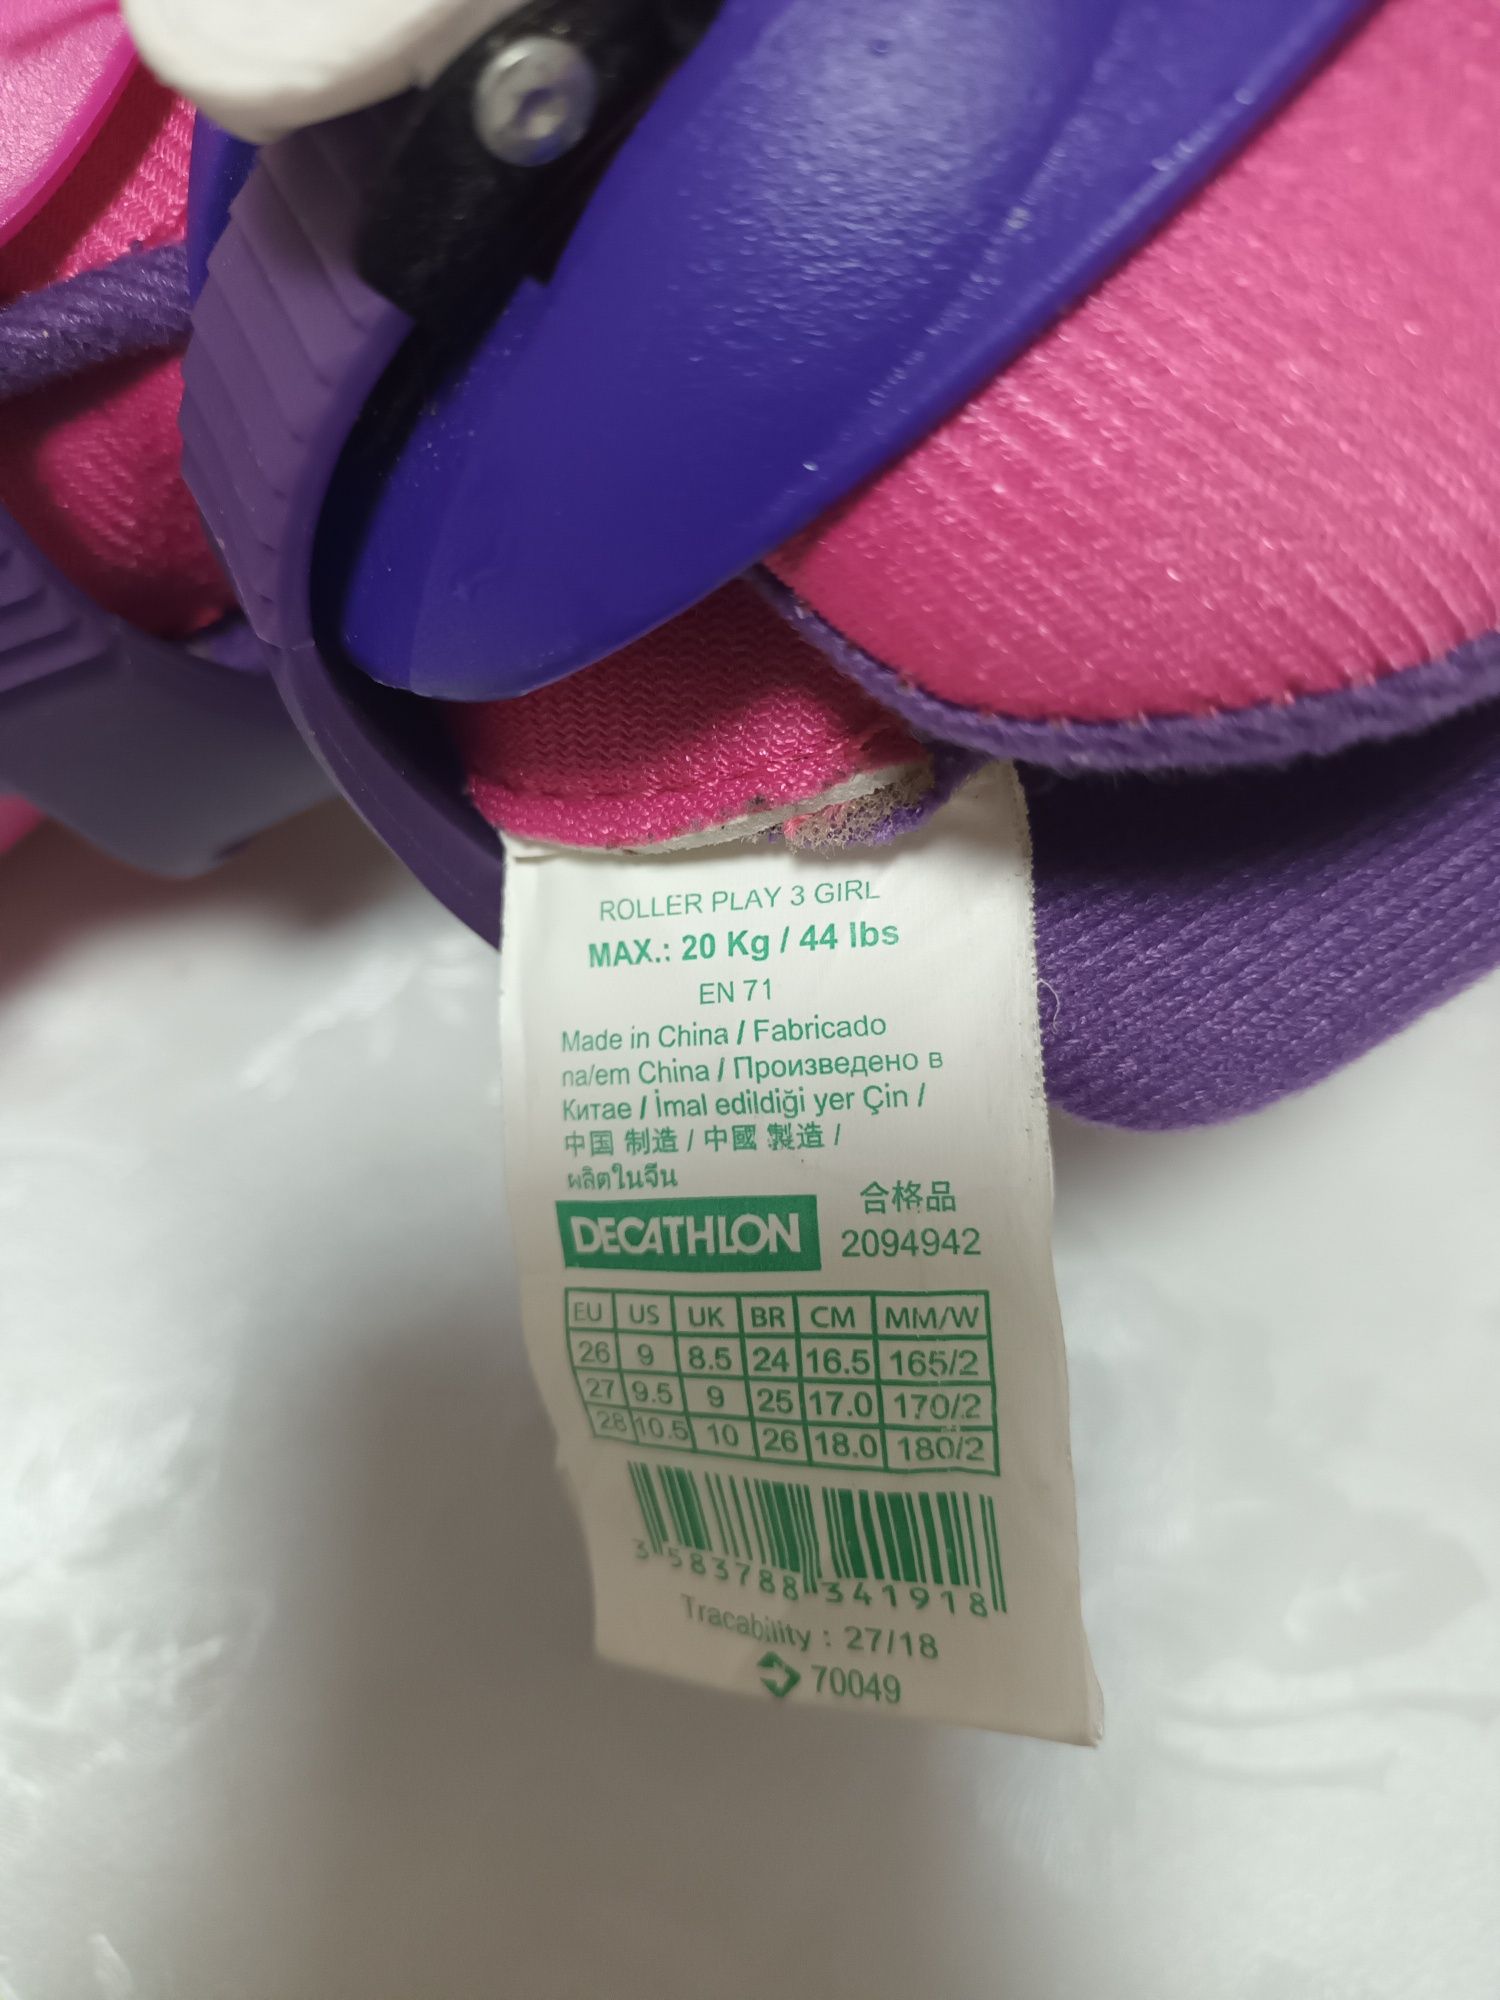 ROLLER PLAY 3 GIRL
MAX.: 20 Kg / 44 lbs
EN 71
Made in China / Fabricado
na/em China / Произведено в
Китае / İmal edildiği yer Çin /
中国 制造 / 中國 製造 /
ผลิตในจีน
DECATHLON
合格品
2094942
EU US UK BR CM MM/W
26 9 8.5 24 16.5 165/2
27 9.5 9 25 17.0 170/2
28 10.5 10 26 18.0 180/2
3 583788 341918
Tracability : 27/18
70049